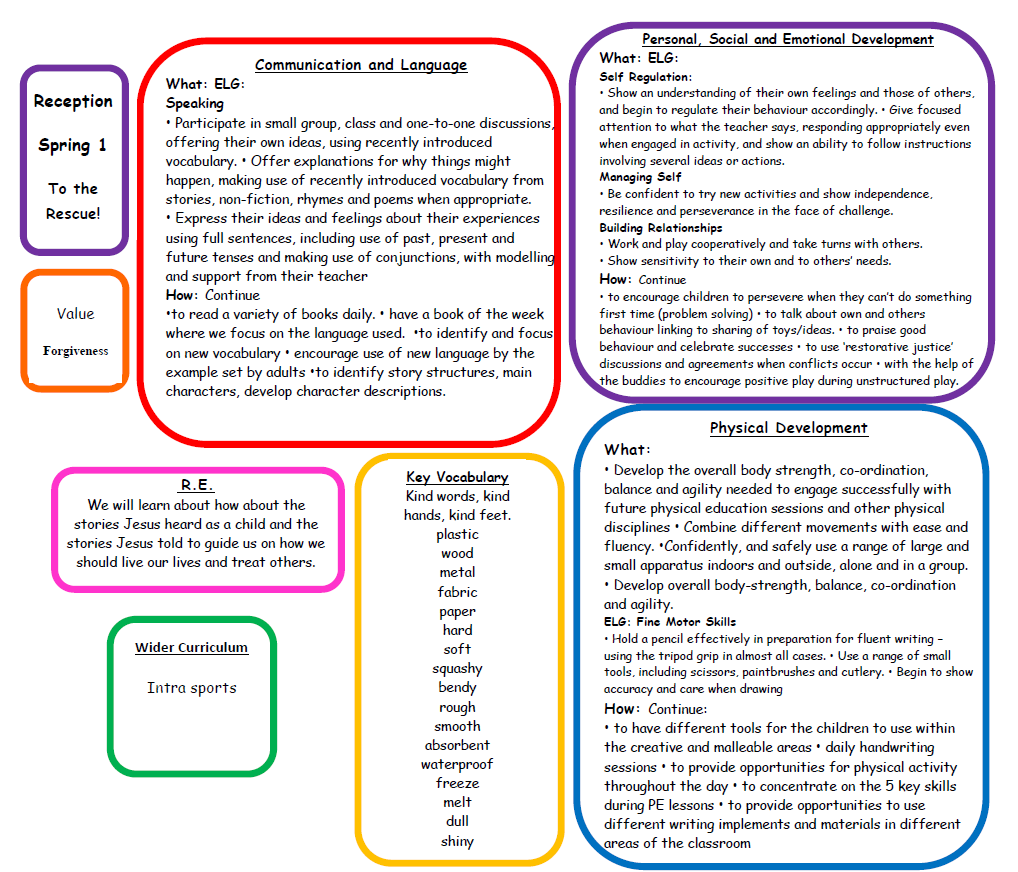 Reception
Spring 1
To the
Rescue!
Value
Forgiveness
Communication and Language
What: ELG:
Speaking
• Participate in small group, class and one-to-one discussions,
offering their own ideas, using recently introduced
vocabulary. • Offer explanations for why things might
happen, making use of recently introduced vocabulary from
stories, non-fiction, rhymes and poems when appropriate.
• Express their ideas and feelings about their experiences
using full sentences, including use of past, present and
future tenses and making use of conjunctions, with modelling
and support from their teacher
How: Continue
•to read a variety of books daily. • have a book of the week
where we focus on the language used. •to identify and focus
on new vocabulary • encourage use of new language by the
example set by adults •to identify story structures, main
characters, develop character descriptions.
Personal, Social and Emotional Development
What: ELG:
Self Regulation:
• Show an understanding of their own feelings and those of others,
and begin to regulate their behaviour accordingly. • Give focused
attention to what the teacher says, responding appropriately even
when engaged in activity, and show an ability to follow instructions
involving several ideas or actions.
Managing Self
• Be confident to try new activities and show independence,
resilience and perseverance in the face of challenge.
Building Relationships
• Work and play cooperatively and take turns with others.
• Show sensitivity to their own and to others’ needs.
How: Continue
• to encourage children to persevere when they can’t do something
first time (problem solving) • to talk about own and others
behaviour linking to sharing of toys/ideas. • to praise good
behaviour and celebrate successes • to use ‘restorative justice’
discussions and agreements when conflicts occur • with the help of
the buddies to encourage positive play during unstructured play.
R.E.
We will learn about how about the
stories Jesus heard as a child and the
stories Jesus told to guide us on how we
should live our lives and treat others.
Wider Curriculum
Intra sports
Key Vocabulary
Kind words, kind
hands, kind feet.
plastic
wood
metal
fabric
paper
hard
soft
squashy
bendy
rough
smooth
absorbent
waterproof
freeze
melt
dull
shiny
Physical Development
What:
• Develop the overall body strength, co-ordination,
balance and agility needed to engage successfully with
future physical education sessions and other physical
disciplines • Combine different movements with ease and
fluency. •Confidently, and safely use a range of large and
small apparatus indoors and outside, alone and in a group.
• Develop overall body-strength, balance, co-ordination
and agility.
ELG: Fine Motor Skills
• Hold a pencil effectively in preparation for fluent writing –
using the tripod grip in almost all cases. • Use a range of small
tools, including scissors, paintbrushes and cutlery. • Begin to show
accuracy and care when drawing
How: Continue:
• to have different tools for the children to use within
the creative and malleable areas • daily handwriting
sessions • to provide opportunities for physical activity
throughout the day • to concentrate on the 5 key skills
during PE lessons • to provide opportunities to use
different writing implements and materials in different
areas of the classroom